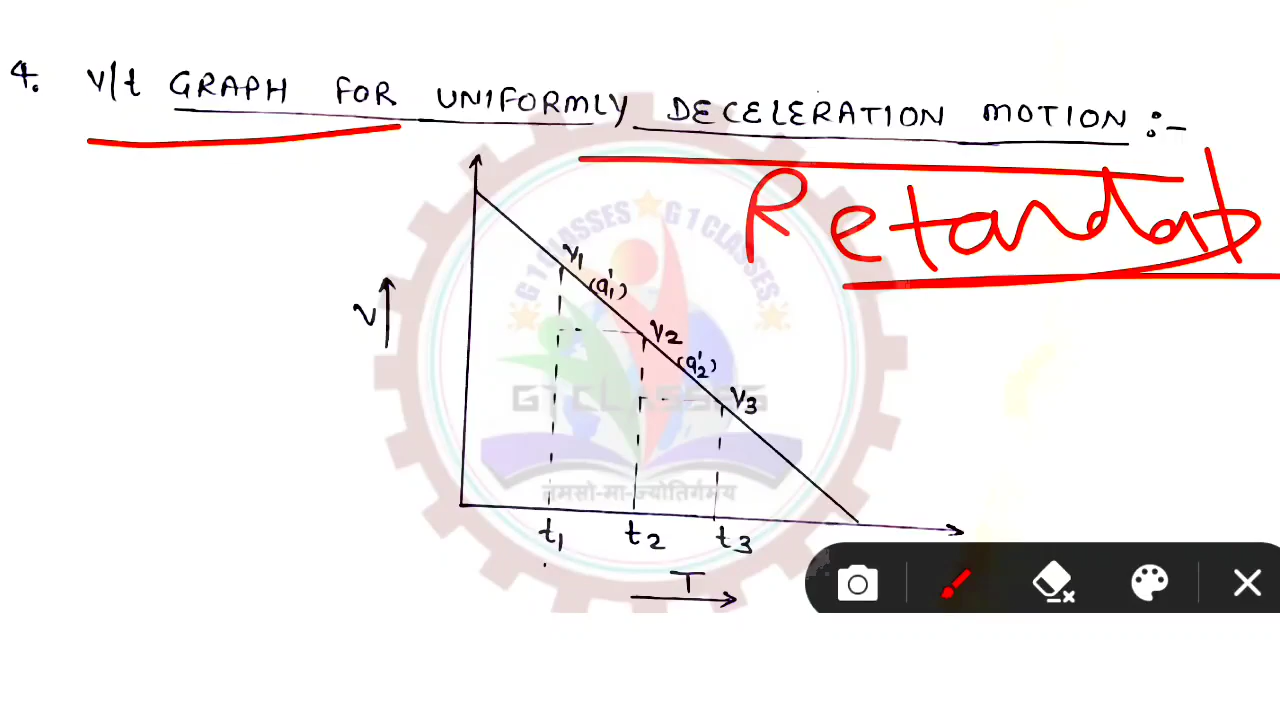 4. v/t GRAPH FOR UNIFORMLY DECELERATION MOTION :-
Retardat
G1 CLASSES ★ G1 CLASSES
V1
(a'1)
V
V2
(a'2)
V3
G1 CLASSES
तमसो-मा-ज्योतिर्गमय
t1 t2 t3
T